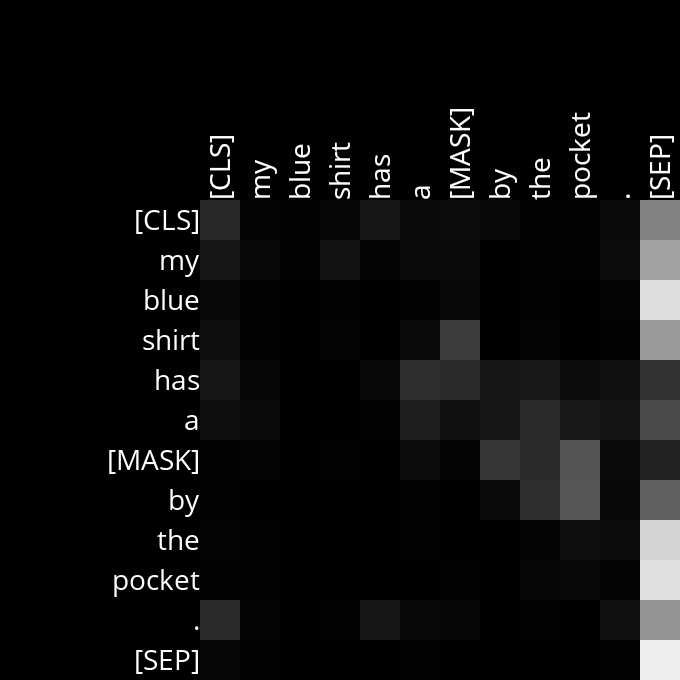 [CLS] my blue shirt has a [MASK] by the pocket . [SEP]
[CLS]
my
blue
shirt
has
a
[MASK]
by
the
pocket
.
[SEP]